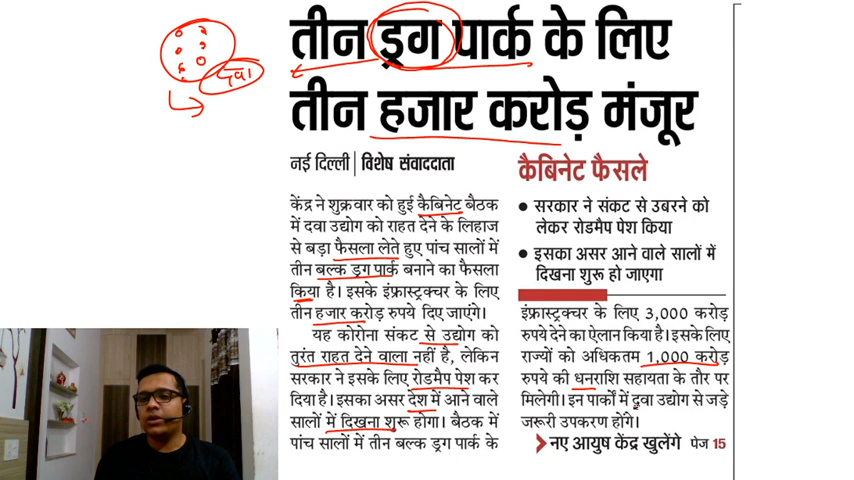 दवा
तीन ड्रग पार्क के लिए
तीन हजार करोड़ मंजूर
नई दिल्ली | विशेष संवाददाता
केंद्र ने शुक्रवार को हुई कैबिनेट बैठक
में दवा उद्योग को राहत देने के लिहाज
से बड़ा फैसला लेते हुए पांच सालों में
तीन बल्क ड्रग पार्क बनाने का फैसला
किया है। इसके इंफ्रास्ट्रक्चर के लिए
तीन हजार करोड़ रुपये दिए जाएंगे।
यह कोरोना संकट से उद्योग को
तुरंत राहत देने वाला नहीं है, लेकिन
सरकार ने इसके लिए रोडमैप पेश कर
दिया है। इसका असर देश में आने वाले
सालों में दिखना शुरू होगा। बैठक में
पांच सालों में तीन बल्क ड्रग पार्क के
कैबिनेट फैसले
• सरकार ने संकट से उबरने को
लेकर रोडमैप पेश किया
• इसका असर आने वाले सालों में
दिखना शुरू हो जाएगा
इंफ्रास्ट्रक्चर के लिए 3,000 करोड़
रुपये देने का ऐलान किया है। इसके लिए
राज्यों को अधिकतम 1,000 करोड़
रुपये की धनराशि सहायता के तौर पर
मिलेगी। इन पार्कों में दवा उद्योग से जड़े
जरूरी उपकरण होंगे।
नए आयुष केंद्र खुलेंगे पेज 15